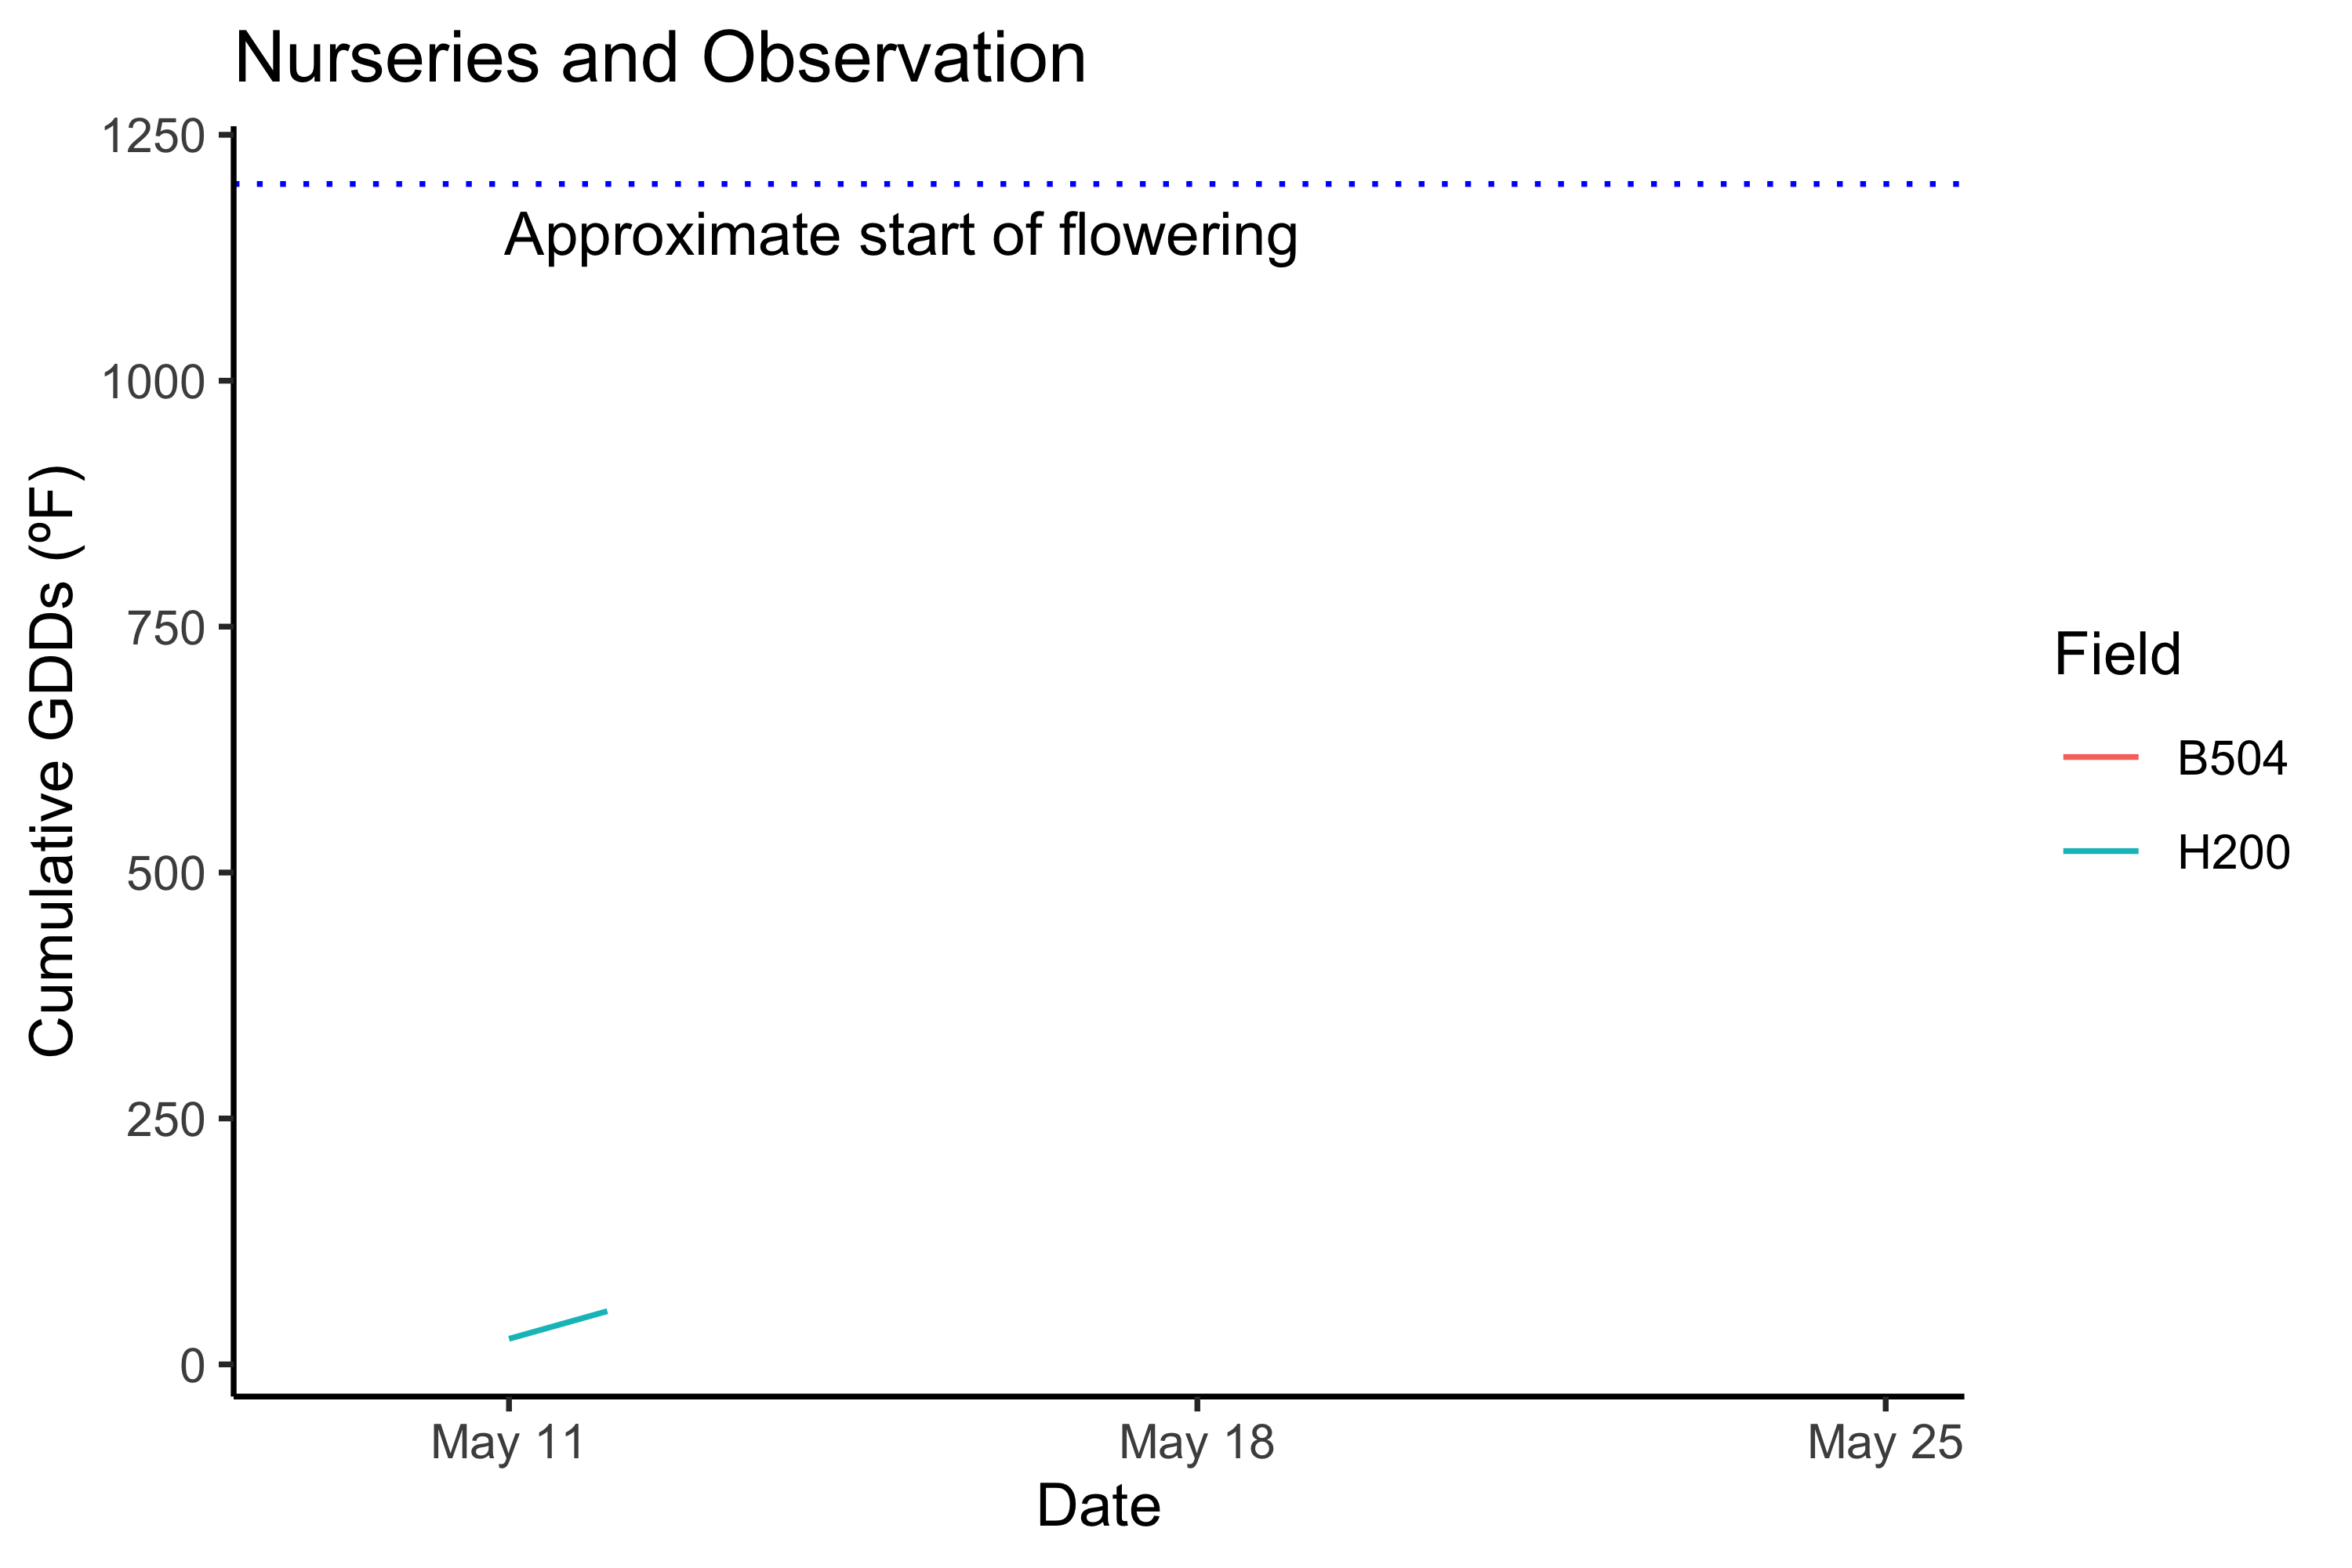 Nurseries and Observation
1250
Approximate start of flowering
1000
750
500
250
0
Cumulative GDDs (ºF)
May 11
May 18
May 25
Date
Field
B504
H200